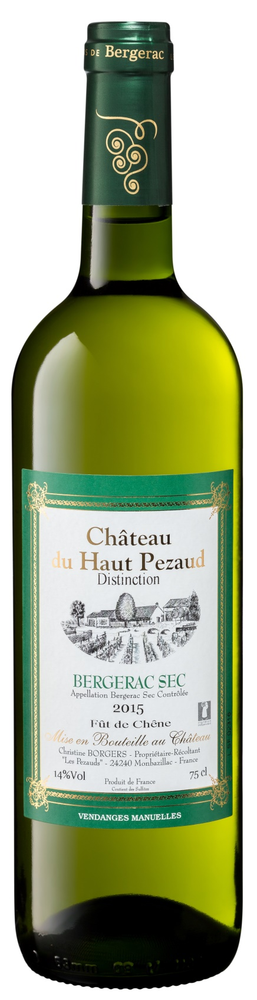 S DE Bergerac
Château
du Haut Pezaud
Distinction
BERGERAC SEC
Appellation Bergerac Sec Contrôlée
2015
Fût de Chêne
Mise en Bouteille au Château
Christine BORGERS - Propriétaire-Récoltant
"Les Pezauds" - 24240 Monbazillac - France
14%Vol
75 cl
Produit de France
Contient des Sulfites
VENDANGES MANUELLES